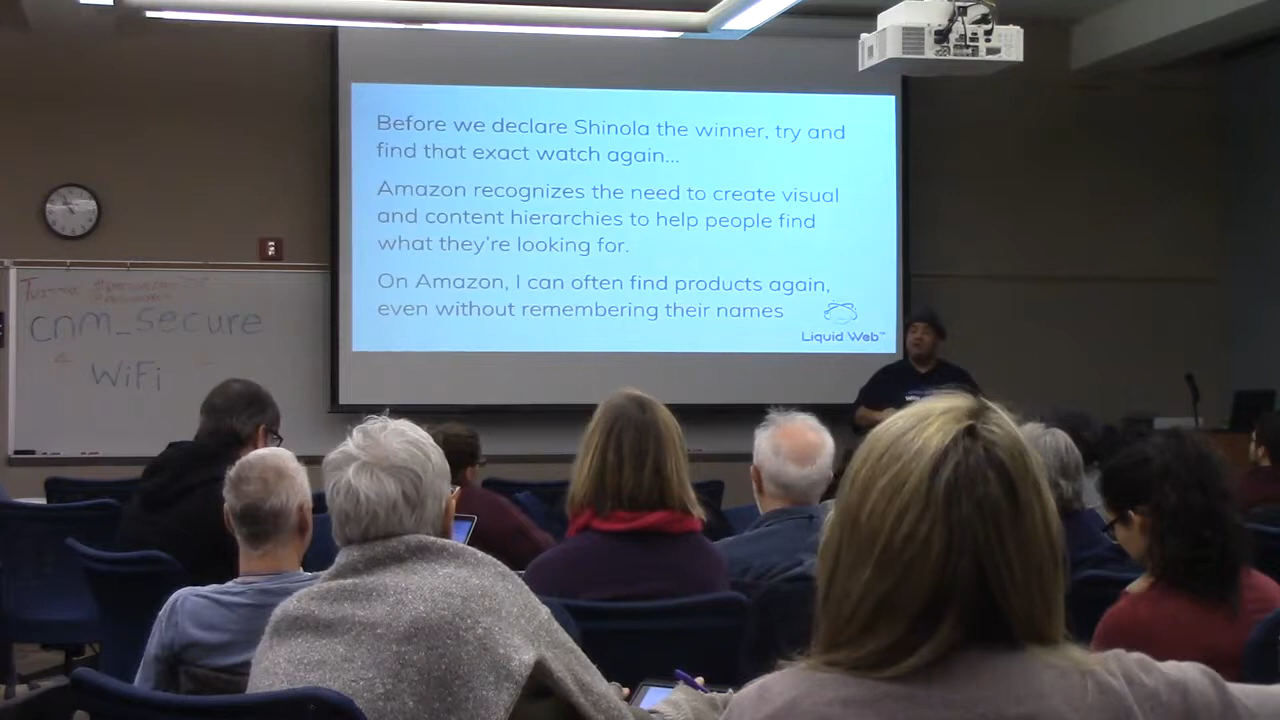 Before we declare Shinola the winner, try and
find that exact watch again...
Amazon recognizes the need to create visual
and content hierarchies to help people find
what they're looking for.
On Amazon, I can often find products again,
even without remembering their names
Liquid Web™
cnm_secure
WiFi